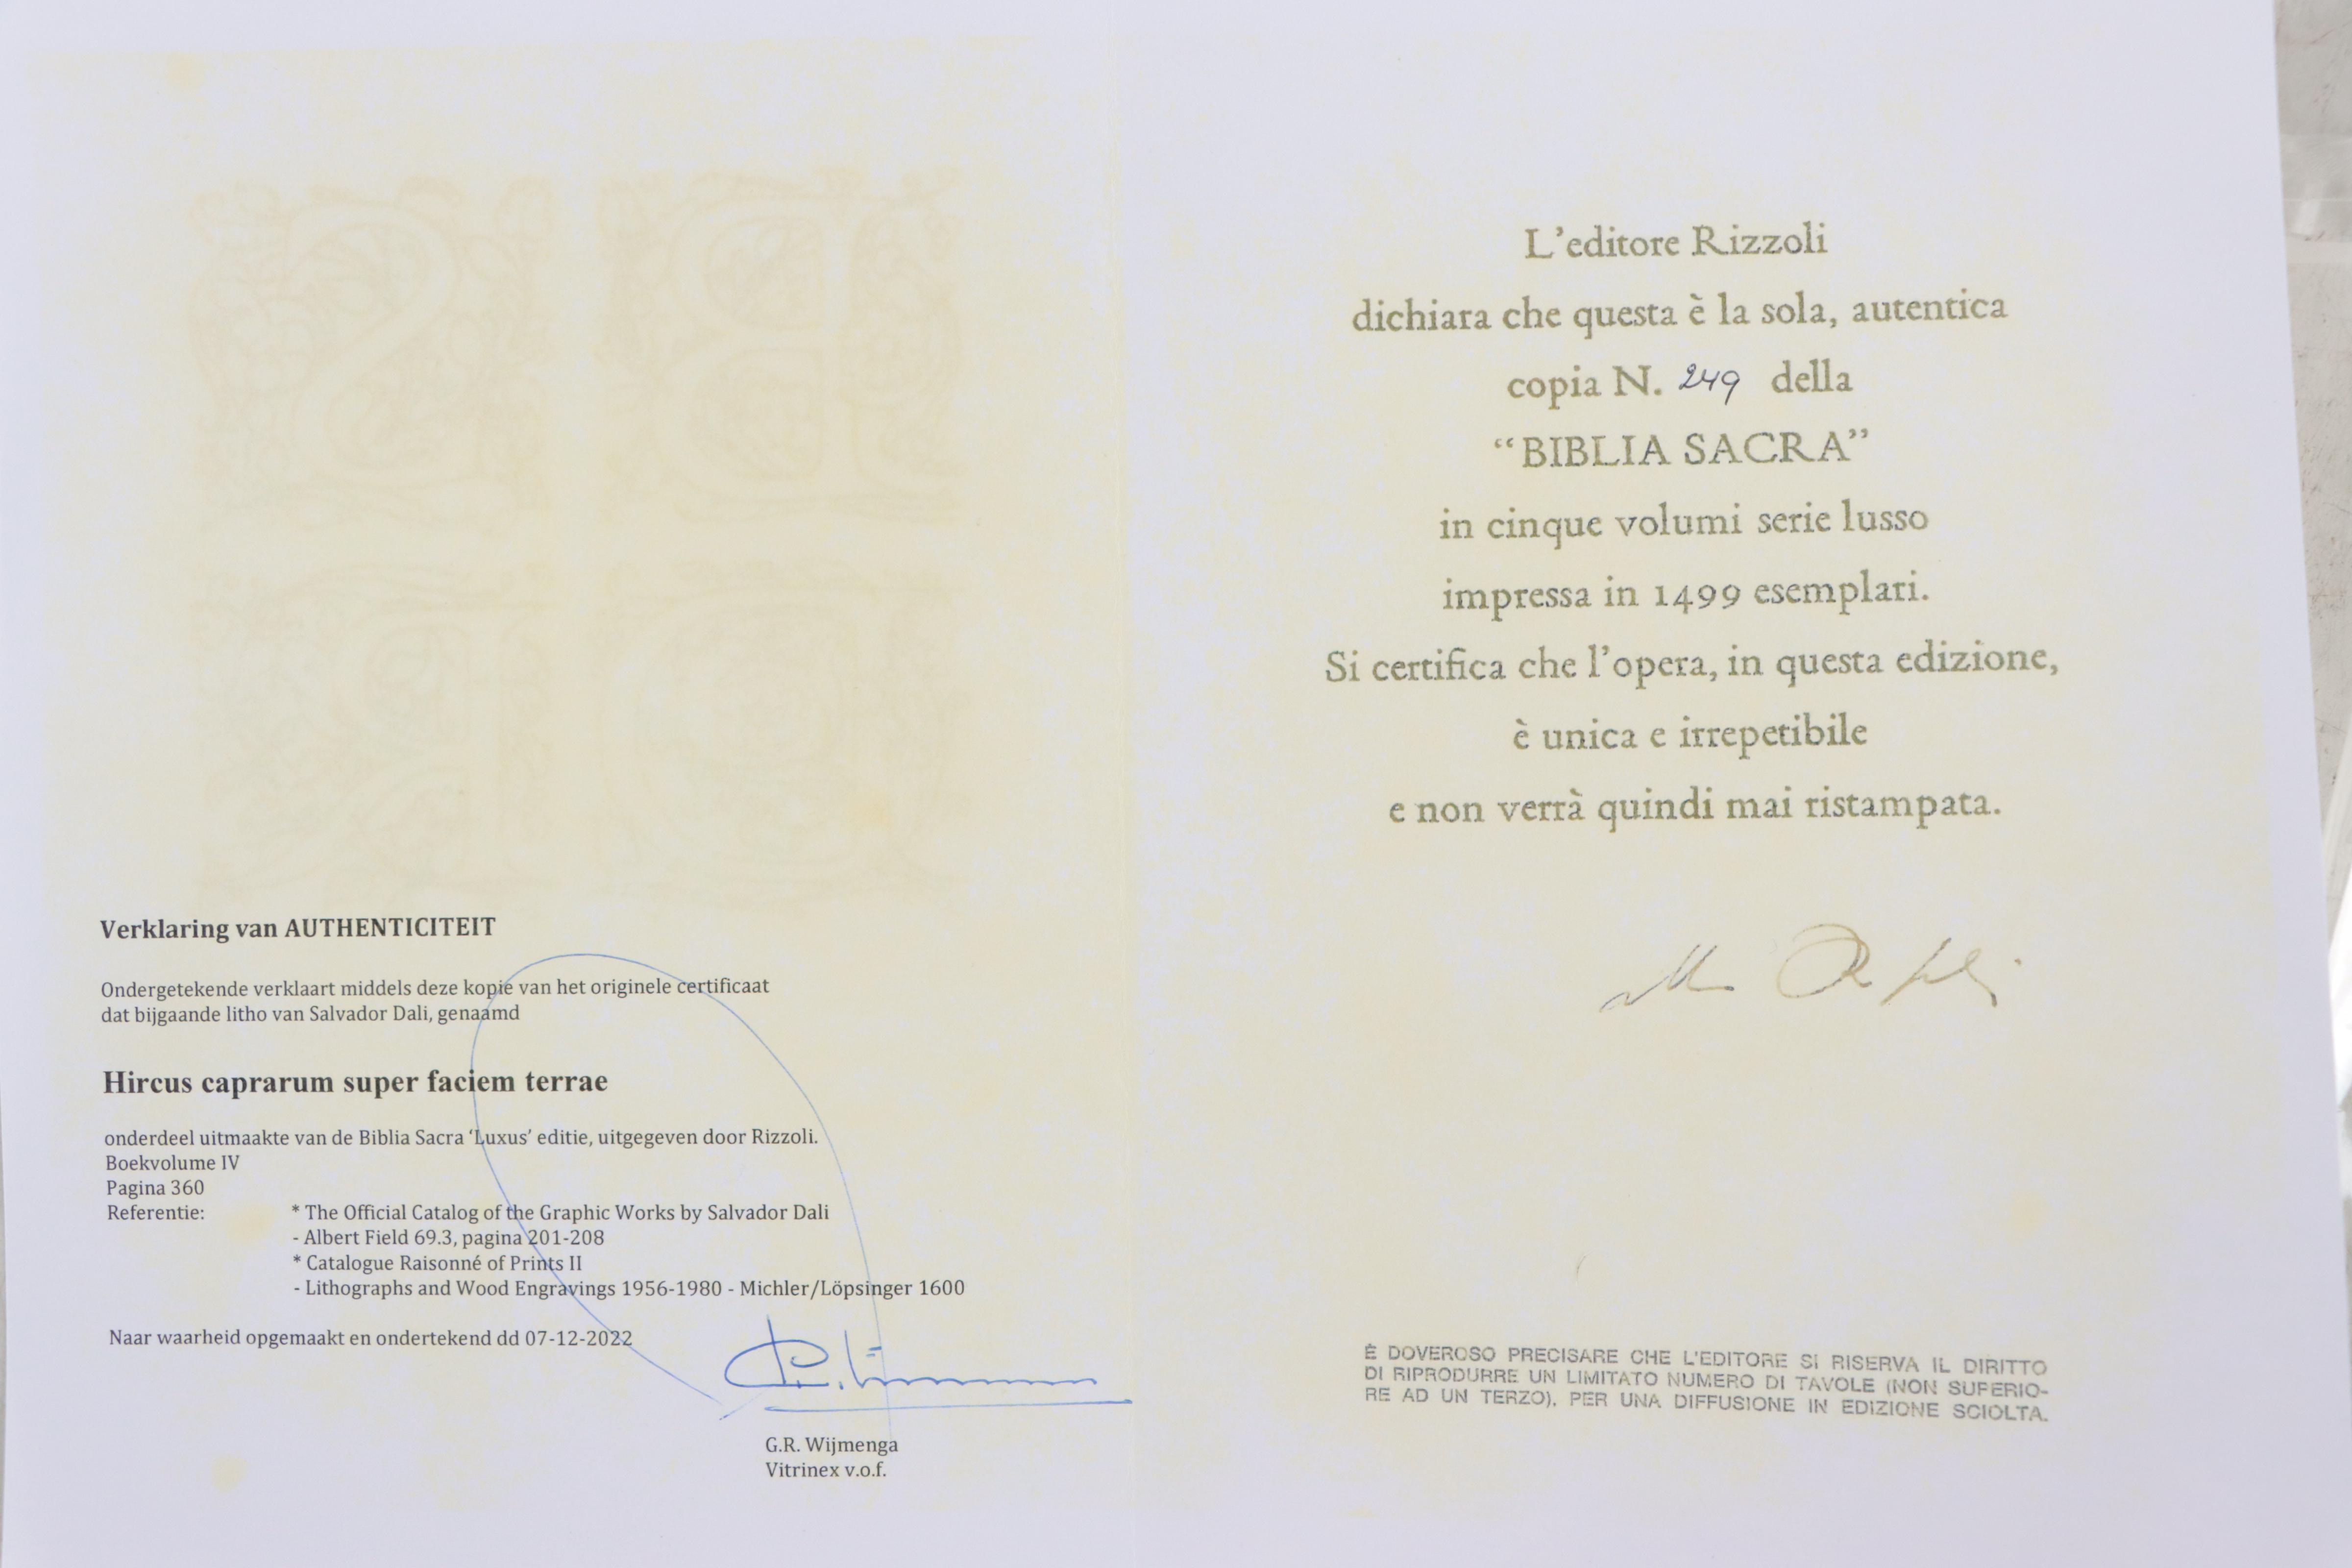 Verklaring van AUTHENTICITEIT
Ondergetekende verklaart middels deze kopie van het originele certificaat
dat bijgaande litho van Salvador Dali, genaamd
Hircus caprarum super faciem terrae
onderdeel uitmaakte van de Biblia Sacra ‘Luxus’ editie, uitgegeven door Rizzoli.
Boekvolume IV
Pagina 360
Referentie: * The Official Catalog of the Graphic Works by Salvador Dali
- Albert Field 69.3, pagina 201-208
* Catalogue Raisonné of Prints II
- Lithographs and Wood Engravings 1956-1980 - Michler/Löpsinger 1600
Naar waarheid opgemaakt en ondertekend dd 07-12-2022
G.R. Wijmenga
Vitrinex v.o.f.
L’editore Rizzoli
dichiara che questa è la sola, autentica
copia N. 249 della
“BIBLIA SACRA”
in cinque volumi serie lusso
impressa in 1499 esemplari.
Si certifica che l’opera, in questa edizione,
è unica e irrepetibile
e non verrà quindi mai ristampata.
È DOVEROSO PRECISARE CHE L'EDITORE SI RISERVA IL DIRITTO
DI RIPRODURRE UN LIMITATO NUMERO DI TAVOLE (NON SUPERIO-
RE AD UN TERZO), PER UNA DIFFUSIONE IN EDIZIONE SCIOLTA.